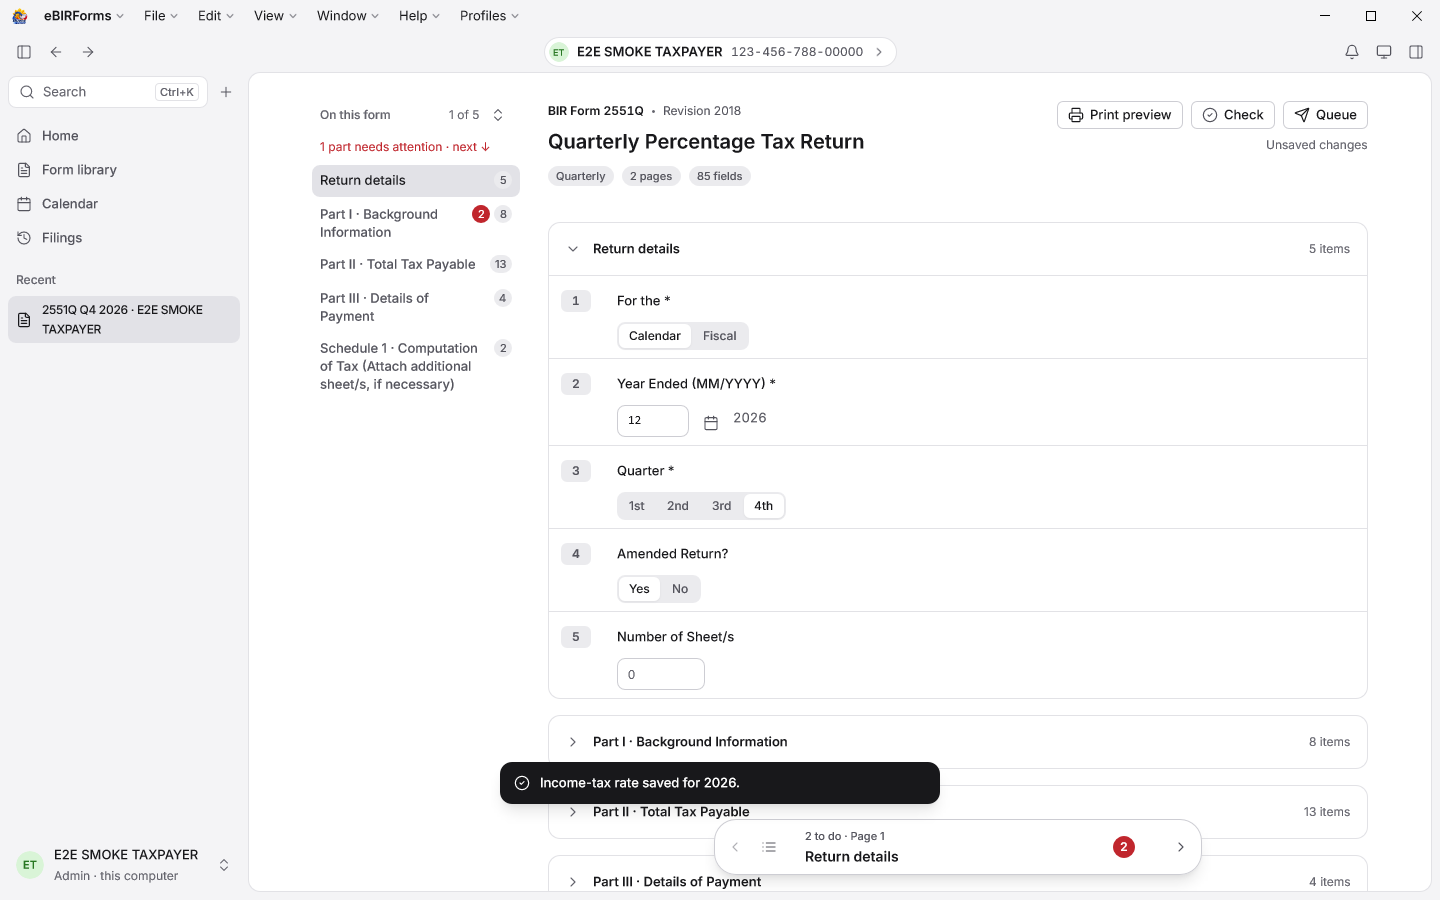 eBIRForms
File
Edit
View
Window
Help
Profiles
ET
E2E SMOKE TAXPAYER 123-456-788-00000
Search
Ctrl+K
Home
Form library
Calendar
Filings
Recent
2551Q Q4 2026 · E2E SMOKE
TAXPAYER
ET
E2E SMOKE TAXPAYER
Admin · this computer
On this form
1 of 5
1 part needs attention · next ↓
Return details
5
Part I · Background
Information
2
8
Part II · Total Tax Payable
13
Part III · Details of
Payment
4
Schedule 1 · Computation
of Tax (Attach additional
sheet/s, if necessary)
2
BIR Form 2551Q • Revision 2018
Quarterly Percentage Tax Return
Quarterly
2 pages
85 fields
Print preview
Check
Queue
Unsaved changes
Return details
5 items
1
For the *
Calendar
Fiscal
2
Year Ended (MM/YYYY) *
12
2026
3
Quarter *
1st
2nd
3rd
4th
4
Amended Return?
Yes
No
5
Number of Sheet/s
0
Part I · Background Information
8 items
Income-tax rate saved for 2026.
Part II · Total Tax Payable
13 items
2 to do · Page 1
Return details
2
Part III · Details of Payment
4 items